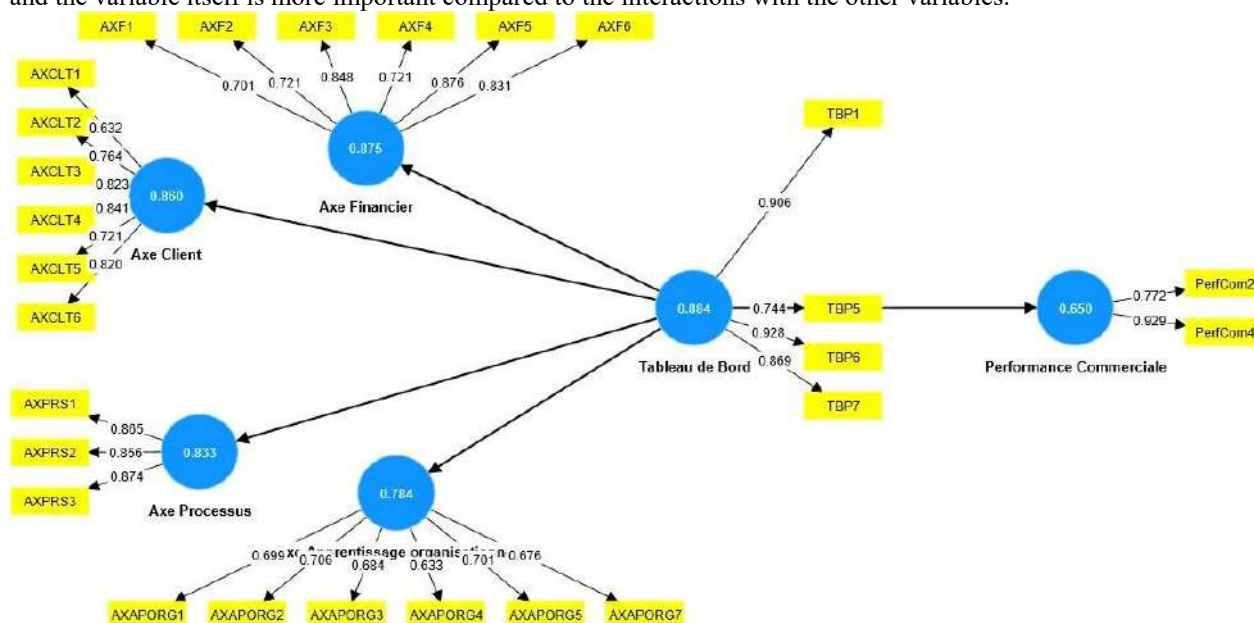 and the variable itself is more important compared to the interactions with the other variables.
AXF1 AXF2 AXF3 AXF4 AXF5 AXF6
0.701 0.721 0.848 0.721 0.876 0.831
0.875
Axe Financier
AXCLT1
AXCLT2
AXCLT3
AXCLT4
AXCLT5
AXCLT6
0.632
0.764
0.823
0.841
0.721
0.820
0.860
Axe Client
TBP1
0.906
0.884
Tableau de Bord
0.744
0.928
0.869
TBP5
TBP6
TBP7
0.650
Performance Commerciale
0.772
0.929
PerfCom2
PerfCom4
AXPRS1
AXPRS2
AXPRS3
0.856
0.874
0.833
Axe Processus
0.784
Apprentissage
0.699 0.706 0.684 0.633 0.701 0.676
AXAPORG1 AXAPORG2 AXAPORG3 AXAPORG4 AXAPORG5 AXAPORG7